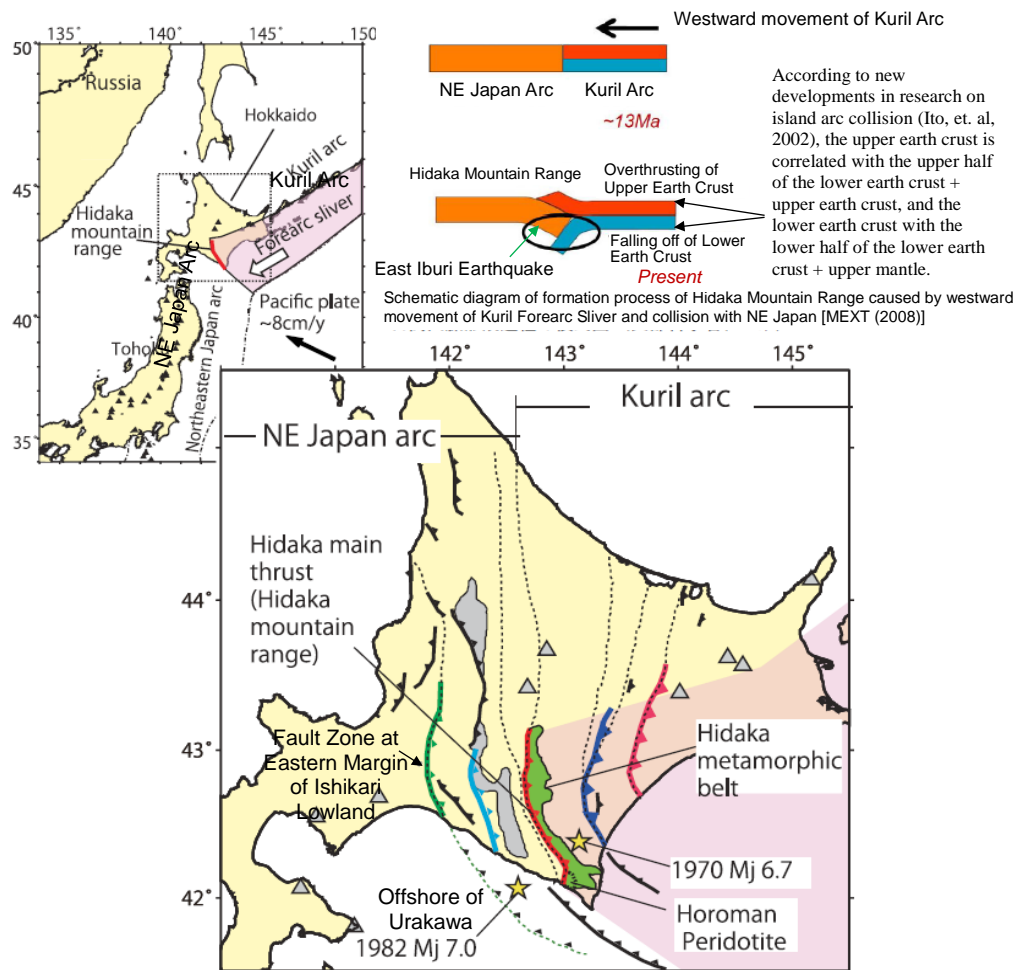 135°
140°
145°
150
50°
45°
40°
35°
Russia
Hokkaido
Kuril arc
Kuril Arc
Hidaka
mountain
range
Forearc sliver
NE Japan Arc
Northeastern Japan arc
Pacific plate
~8cm/y
Toho
Westward movement of Kuril Arc
NE Japan Arc
Kuril Arc
~13Ma
Hidaka Mountain Range
Overthrusting of
Upper Earth Crust
Falling off of Lower
Earth Crust
East Iburi Earthquake
Present
According to new
developments in research on
island arc collision (Ito, et. al,
2002), the upper earth crust is
correlated with the upper half
of the lower earth crust +
upper earth crust, and the
lower earth crust with the
lower half of the lower earth
crust + upper mantle.
Schematic diagram of formation process of Hidaka Mountain Range caused by westward
movement of Kuril Forearc Sliver and collision with NE Japan [MEXT (2008)]
142°
143°
144°
145°
44°
43°
42°
NE Japan arc
Kuril arc
Hidaka main
thrust
(Hidaka
mountain
range)
Fault Zone at
Eastern Margin
of Ishikari
Lowland
Hidaka
metamorphic
belt
1970 Mj 6.7
Horoman
Peridotite
Offshore of
Urakawa
1982 Mj 7.0